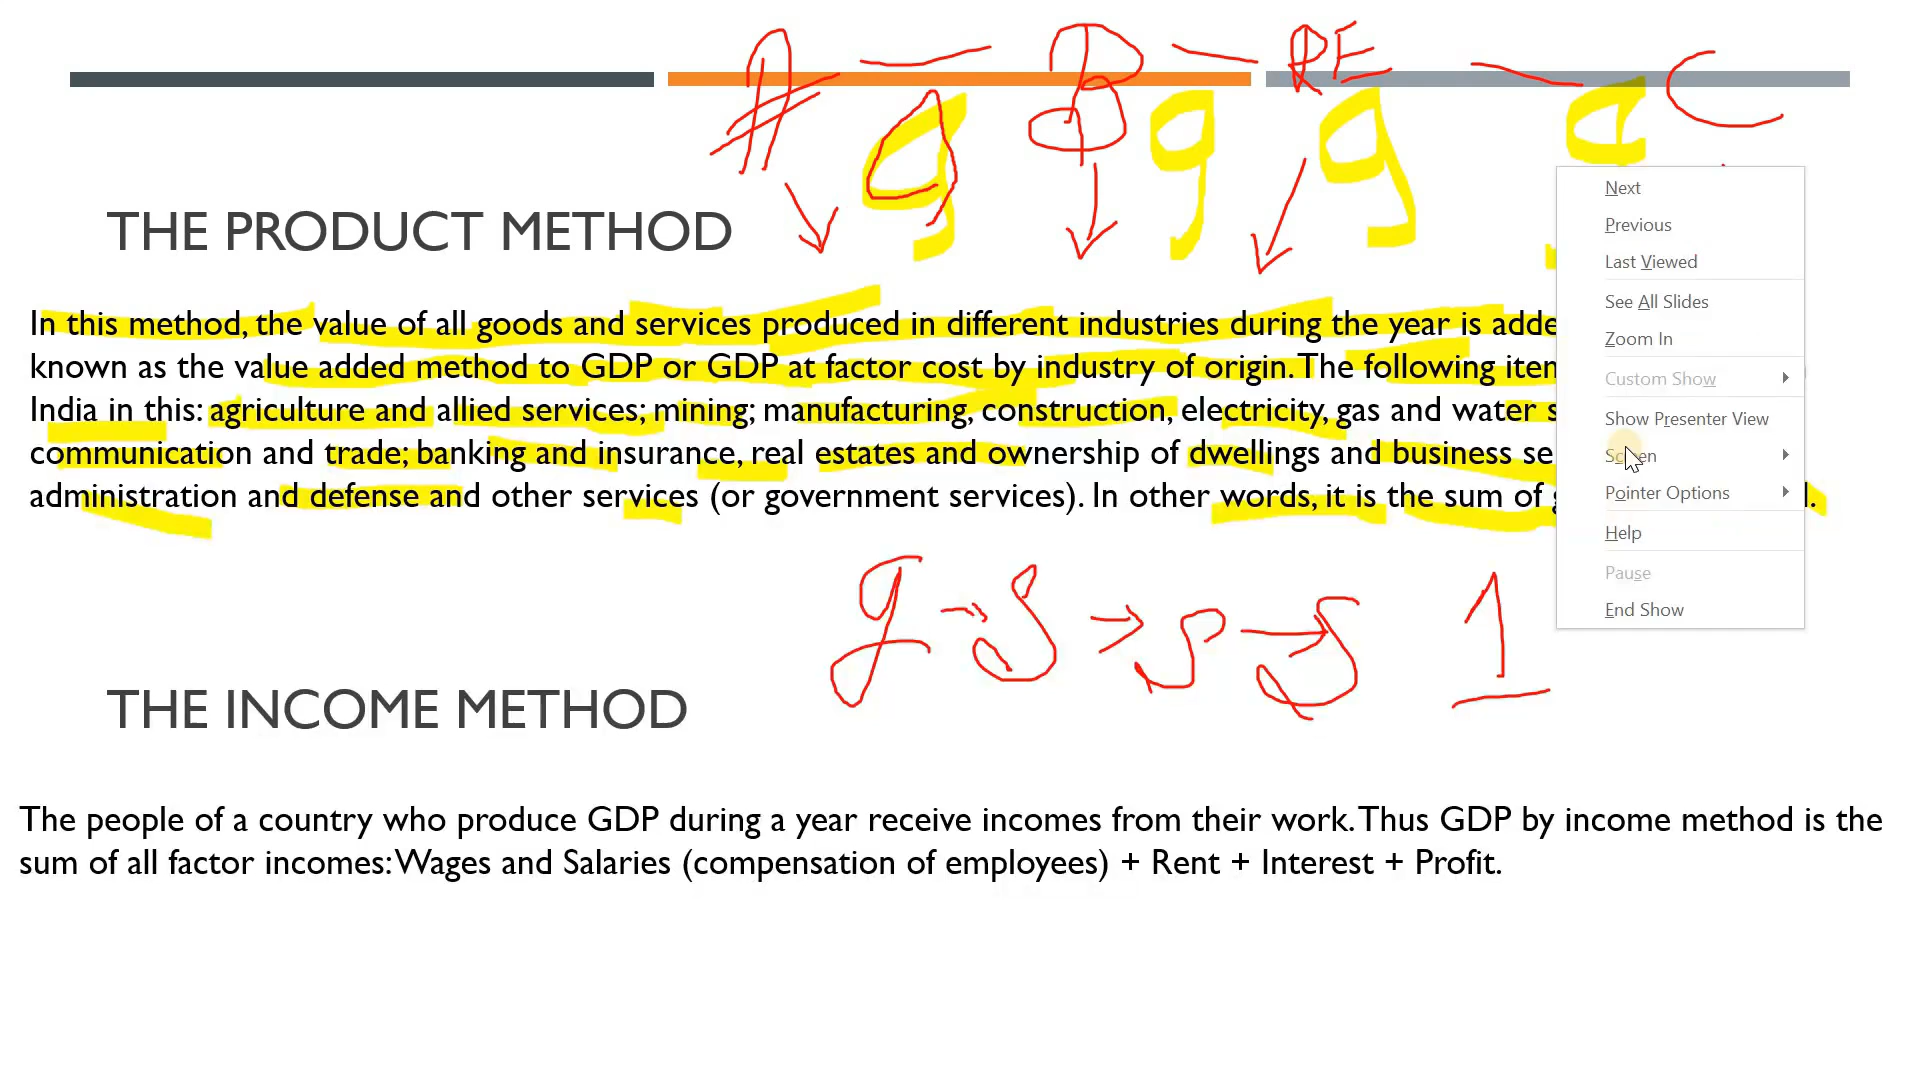 A B RE C
g g g
THE PRODUCT METHOD
In this method, the value of all goods and services produced in different industries during the year is adde
known as the value added method to GDP or GDP at factor cost by industry of origin. The following iten
India in this: agriculture and allied services; mining; manufacturing, construction, electricity, gas and water s
communication and trade; banking and insurance, real estates and ownership of dwellings and business se
administration and defense and other services (or government services). In other words, it is the sum of g
THE INCOME METHOD
The people of a country who produce GDP during a year receive incomes from their work. Thus GDP by income method is the
sum of all factor incomes: Wages and Salaries (compensation of employees) + Rent + Interest + Profit.
Next
Previous
Last Viewed
See All Slides
Zoom In
Custom Show
Show Presenter View
Screen
Pointer Options
Help
Pause
End Show
1